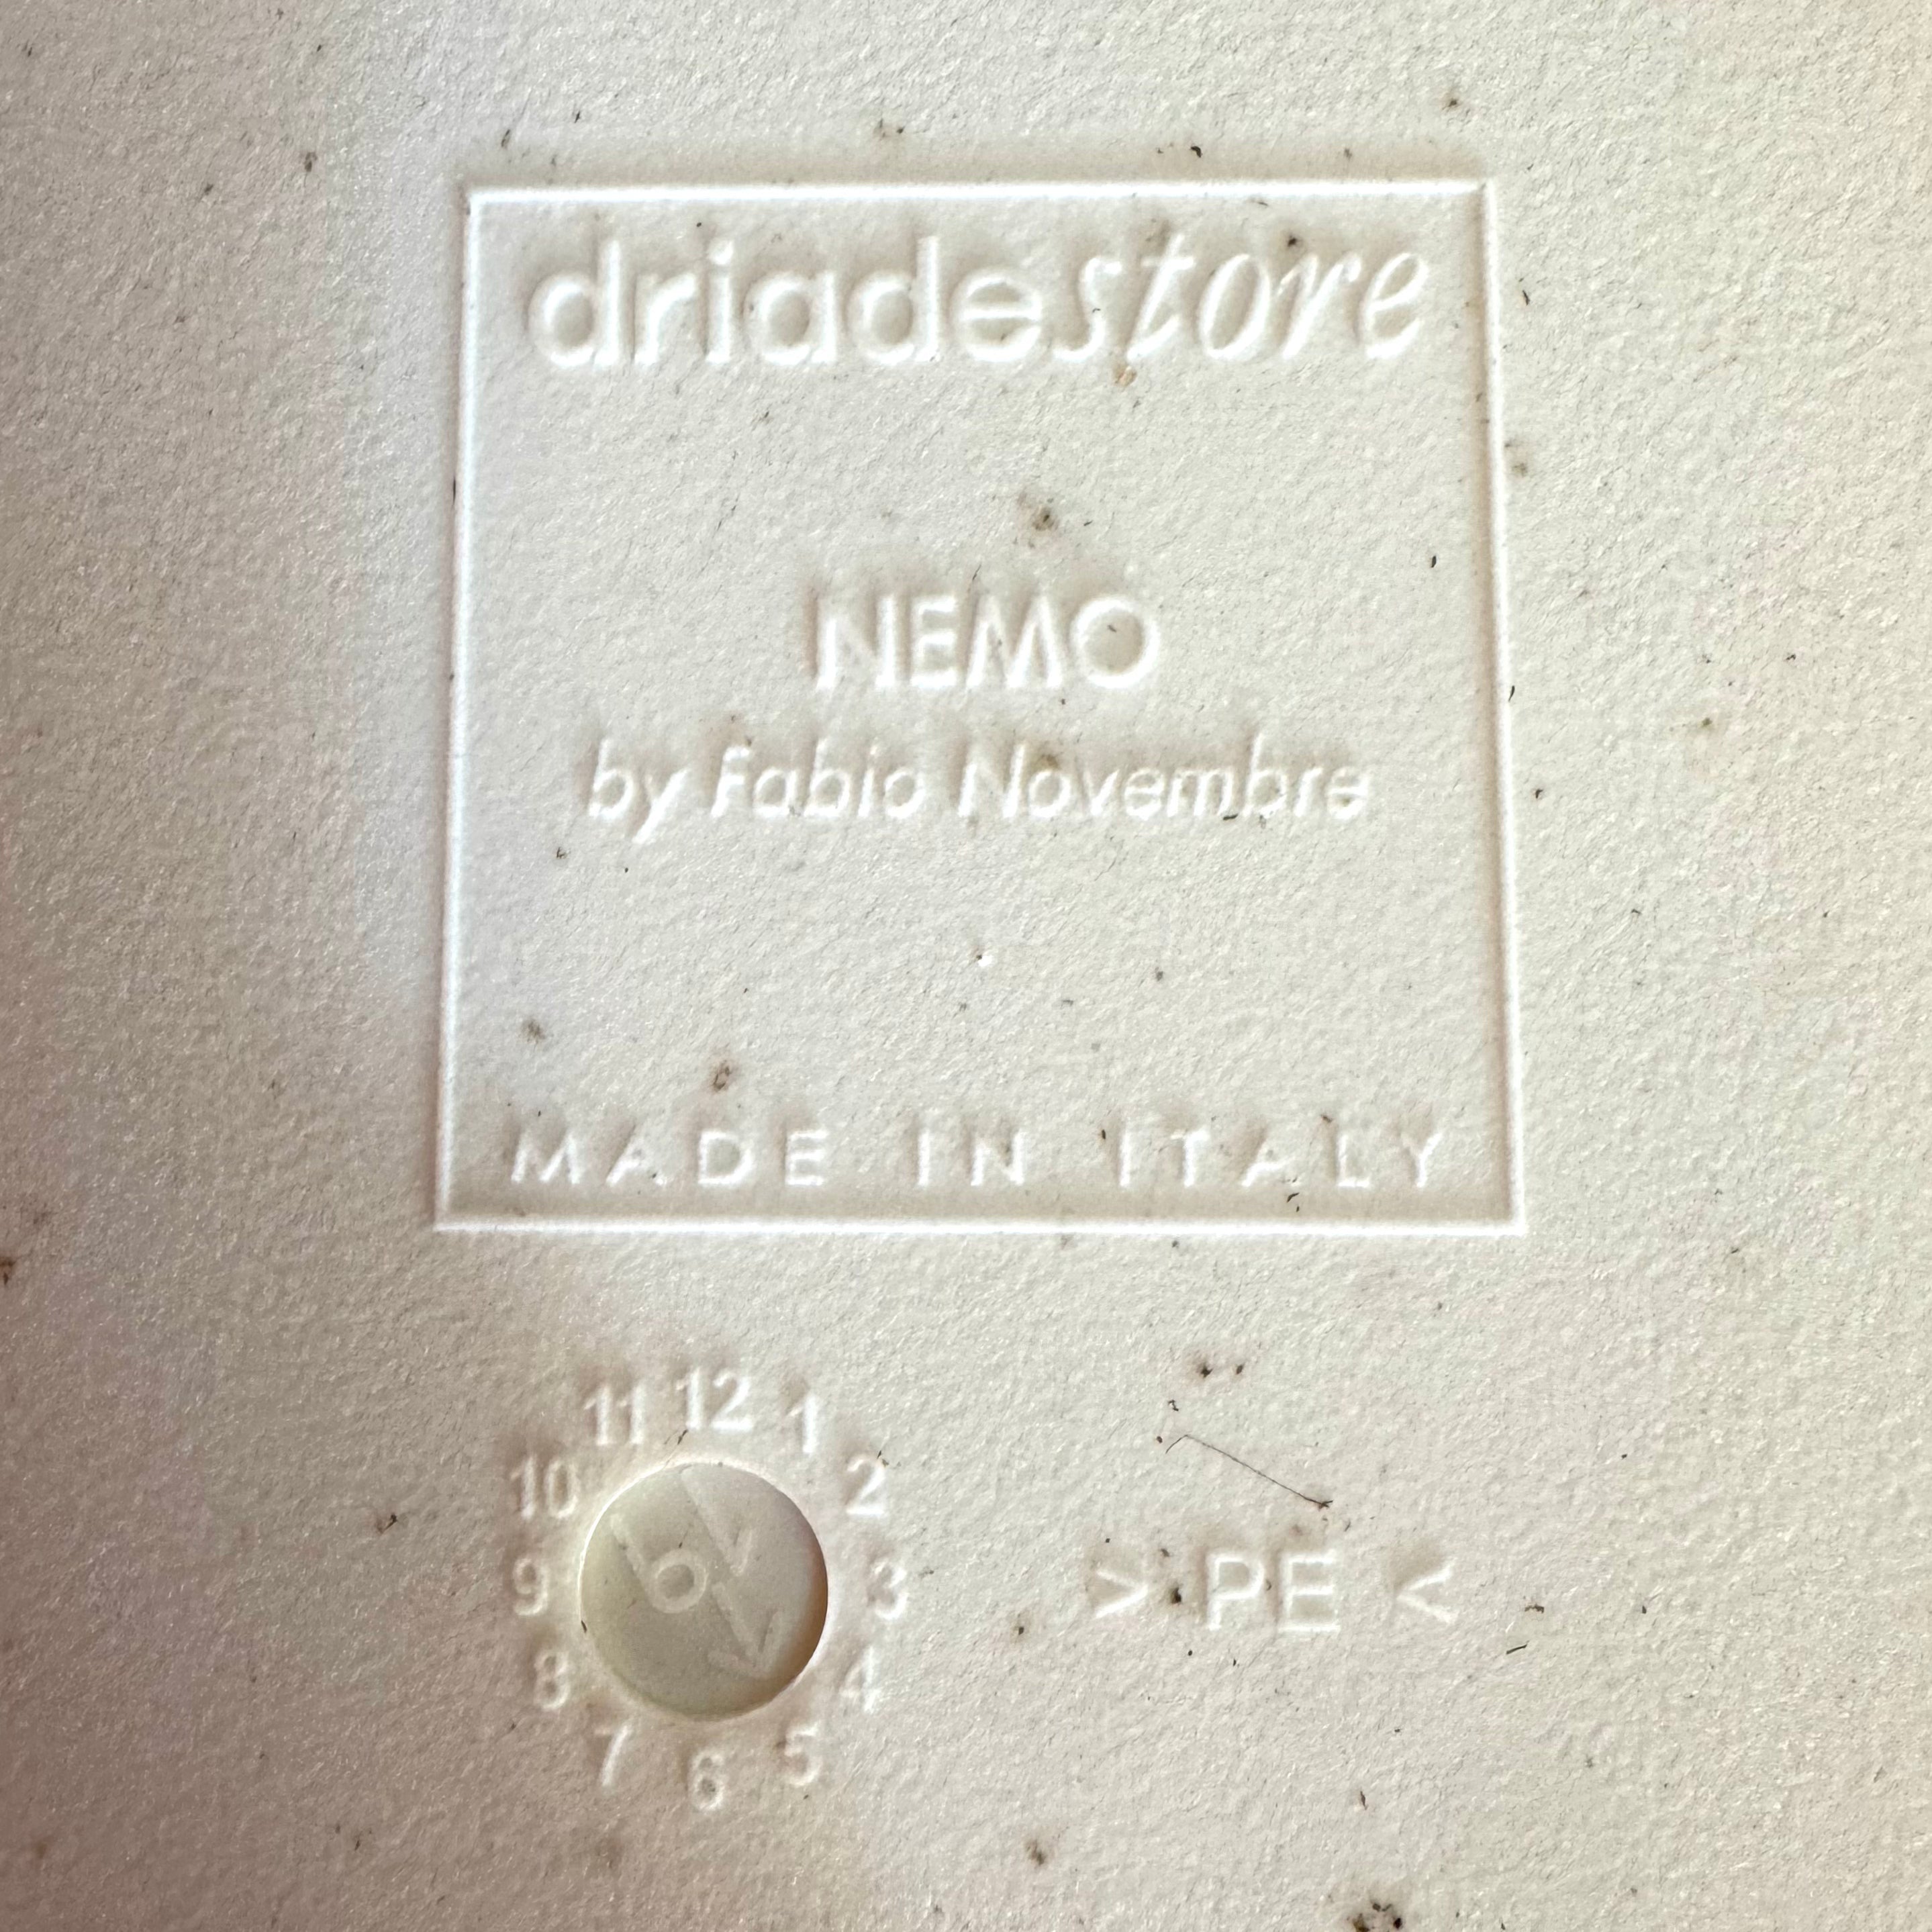 driadestore
NEMO
by Fabio Novembre
MADE IN ITALY
11 12 1
10 2
9 3
8 4
7 6 5
> PE <